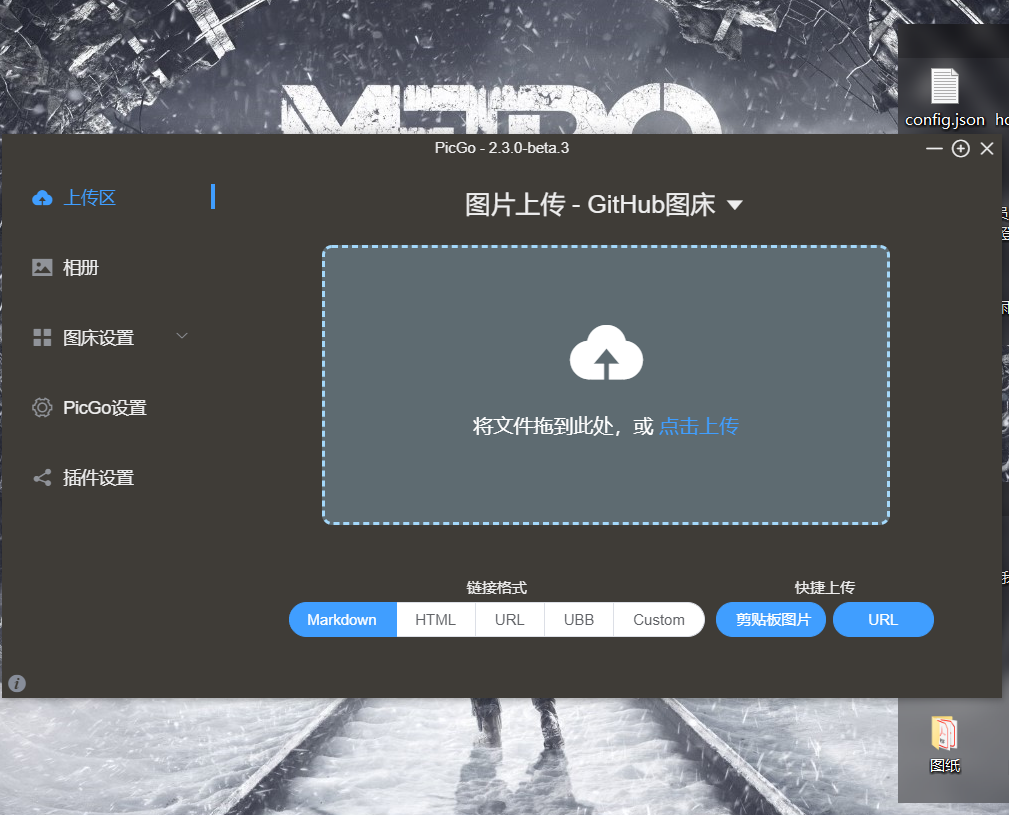 METRO
config.json
PicGo - 2.3.0-beta.3
上传区
图片上传 - GitHub图床
相册
图床设置
PicGo设置
插件设置
将文件拖到此处，或 点击上传
链接格式
快捷上传
Markdown
HTML
URL
UBB
Custom
剪贴板图片
URL
图纸